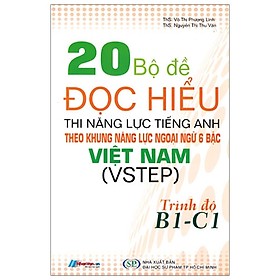 ThS. Võ Thị Phượng Linh
ThS. Nguyễn Thị Thu Vân
20 Bộ đề
ĐỌC HIỂU
THI NĂNG LỰC TIẾNG ANH
THEO KHUNG NĂNG LỰC NGOẠI NGỮ 6 BẬC
VIỆT NAM
(VSTEP)
Trình độ
B1-C1
SP
NHÀ XUẤT BẢN
ĐẠI HỌC SƯ PHẠM TP HỒ CHÍ MINH